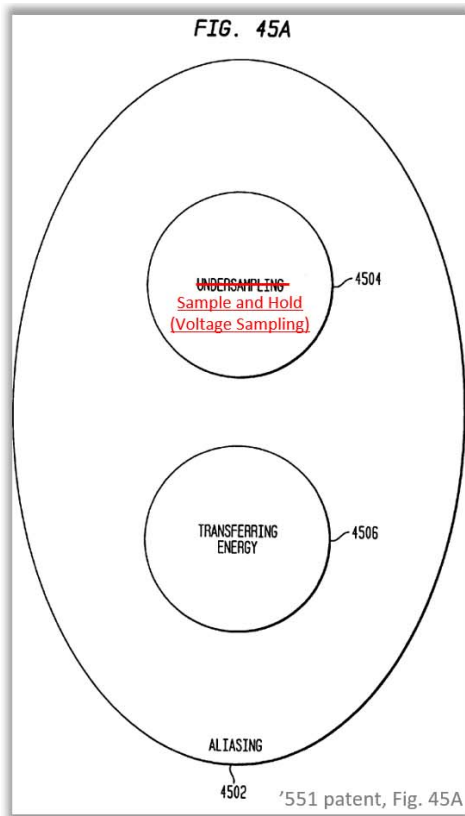 FIG. 45A
UNDERSAMPLING
4504
Sample and Hold
(Voltage Sampling)
TRANSFERRING
4506
ENERGY
ALIASING
4502
'551 patent, Fig. 45A